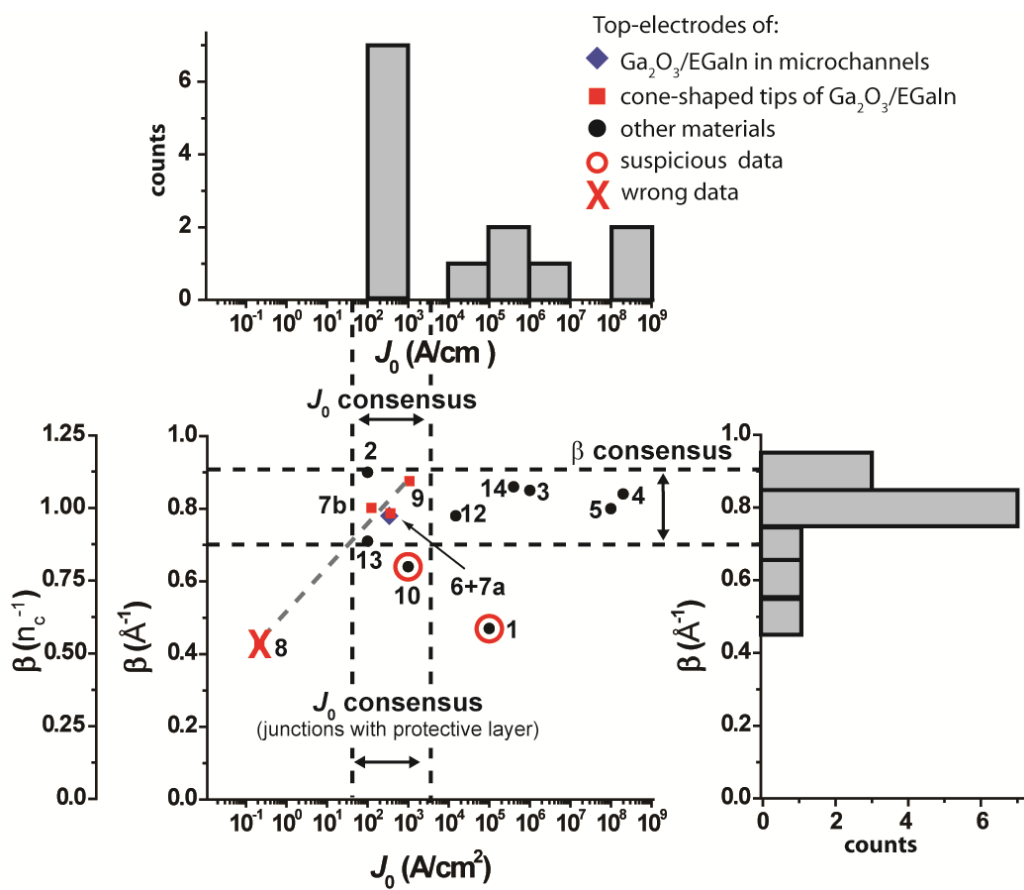 Top-electrodes of:
Ga₂O₃/EGaIn in microchannels
cone-shaped tips of Ga₂O₃/EGaIn
other materials
suspicious data
wrong data
counts
6
4
2
0
10⁻¹ 10⁰ 10¹ 10² 10³ 10⁴ 10⁵ 10⁶ 10⁷ 10⁸ 10⁹
J₀ (A/cm )
J₀ consensus
β consensus
β (n_c⁻¹)
1.25
1.00
0.75
0.50
0.25
0.0
β (Å⁻¹)
1.0
0.8
0.6
0.4
0.2
0.0
2
7b
9
14 3
4
5
12
13
10
6+7a
1
8
J₀ consensus
(junctions with protective layer)
10⁻¹ 10⁰ 10¹ 10² 10³ 10⁴ 10⁵ 10⁶ 10⁷ 10⁸ 10⁹
J₀ (A/cm²)
β (Å⁻¹)
1.0
0.8
0.6
0.4
0.2
0.0
0 2 4 6
counts